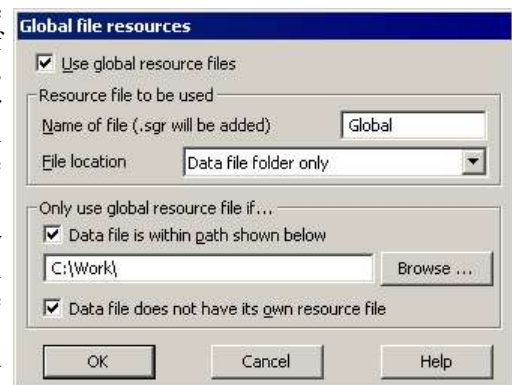 Global file resources
Use global resource files
Resource file to be used
Name of file (.sgr will be added) Global
File location Data file folder only
Only use global resource file if...
Data file is within path shown below
C:\Work\ Browse ...
Data file does not have its own resource file
OK Cancel Help